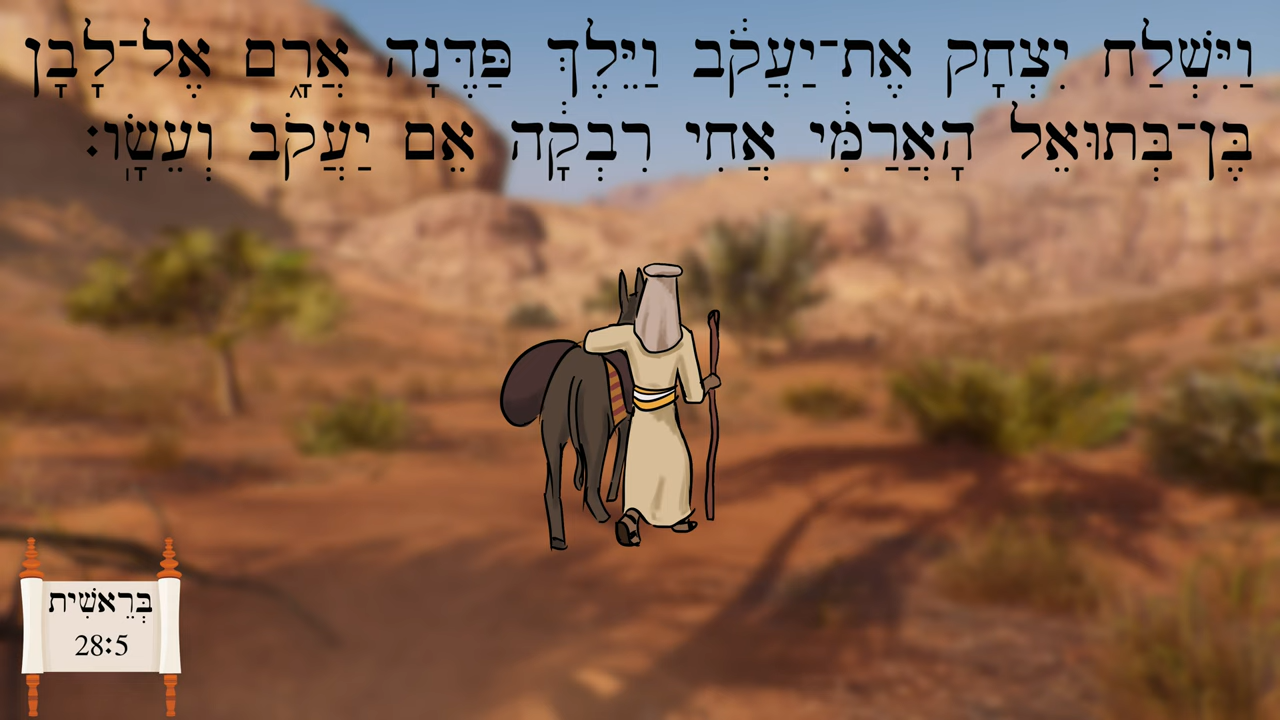 וַיִּשְׁלַח יִצְחָק אֶת־יַעֲקֹ֔ב וַיֵּלֶךְ פַּדֶּנָה אֲרָ֑ם אֶל־לָבָן
בֶּן־בְּתוּאֵל הָאֲרַמִּ֔י אֲחִי רִבְקָ֔ה אֵם יַעֲקֹב וְעֵשָֽׂו׃
בְּרֵאשִׁית
28:5